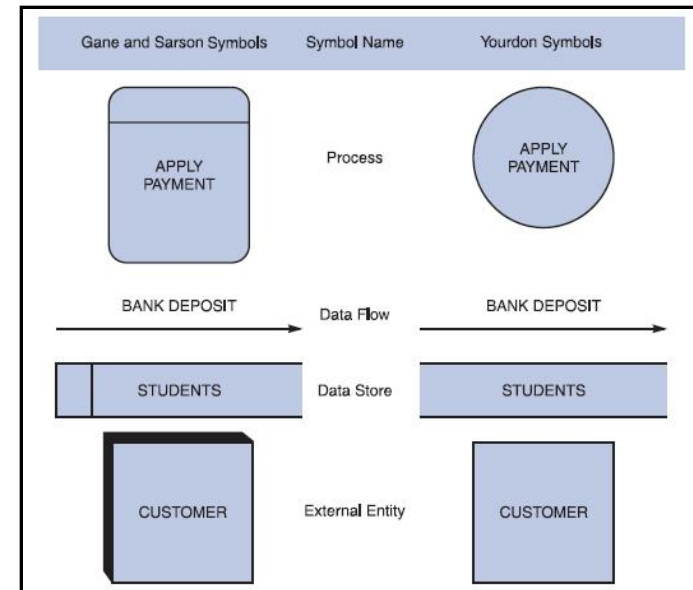 Gane and Sarson Symbols Symbol Name Yourdon Symbols
APPLY
PAYMENT
Process
APPLY
PAYMENT
BANK DEPOSIT
Data Flow
BANK DEPOSIT
STUDENTS
Data Store
STUDENTS
CUSTOMER
External Entity
CUSTOMER